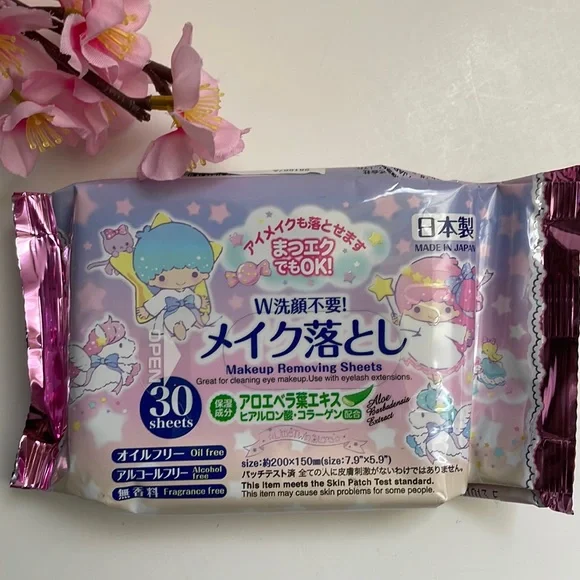 アイメイクも落とせます
まつエク
でもOK!
日本製
MADE IN JAPAN
W洗顔不要!
メイク落とし
Makeup Removing Sheets
Great for cleaning eye makeup.Use with eyelash extensions.
OPEN
30
sheets
保湿
成分
アロエベラ葉エキス
ヒアルロン酸・コラーゲン配合
Aloe
Barbadensis
Extract
オイルフリー Oil free
アルコールフリー Alcohol free
無香料 Fragrance free
size:約200×150mm(size:7.9"×5.9")
パッチテスト済 全ての人に皮膚刺激がないわけではありません。
This item meets the Skin Patch Test standard.
This item may cause skin problems for some people.